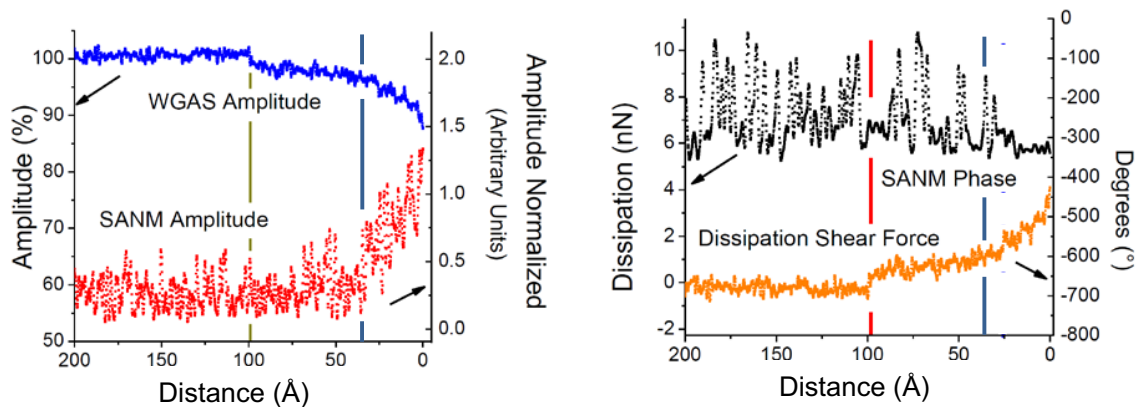 100
90
80
70
60
50
Amplitude (%)
WGAS Amplitude
SANM Amplitude
2.0
1.5
1.0
0.5
0.0
Amplitude Normalized
(Arbitrary Units)
200 150 100 50 0
Distance (Å)
10
8
6
4
2
0
-2
Dissipation (nN)
SANM Phase
Dissipation Shear Force
0
-100
-200
-300
-400
-500
-600
-700
-800
Degrees (°)
200 150 100 50 0
Distance (Å)